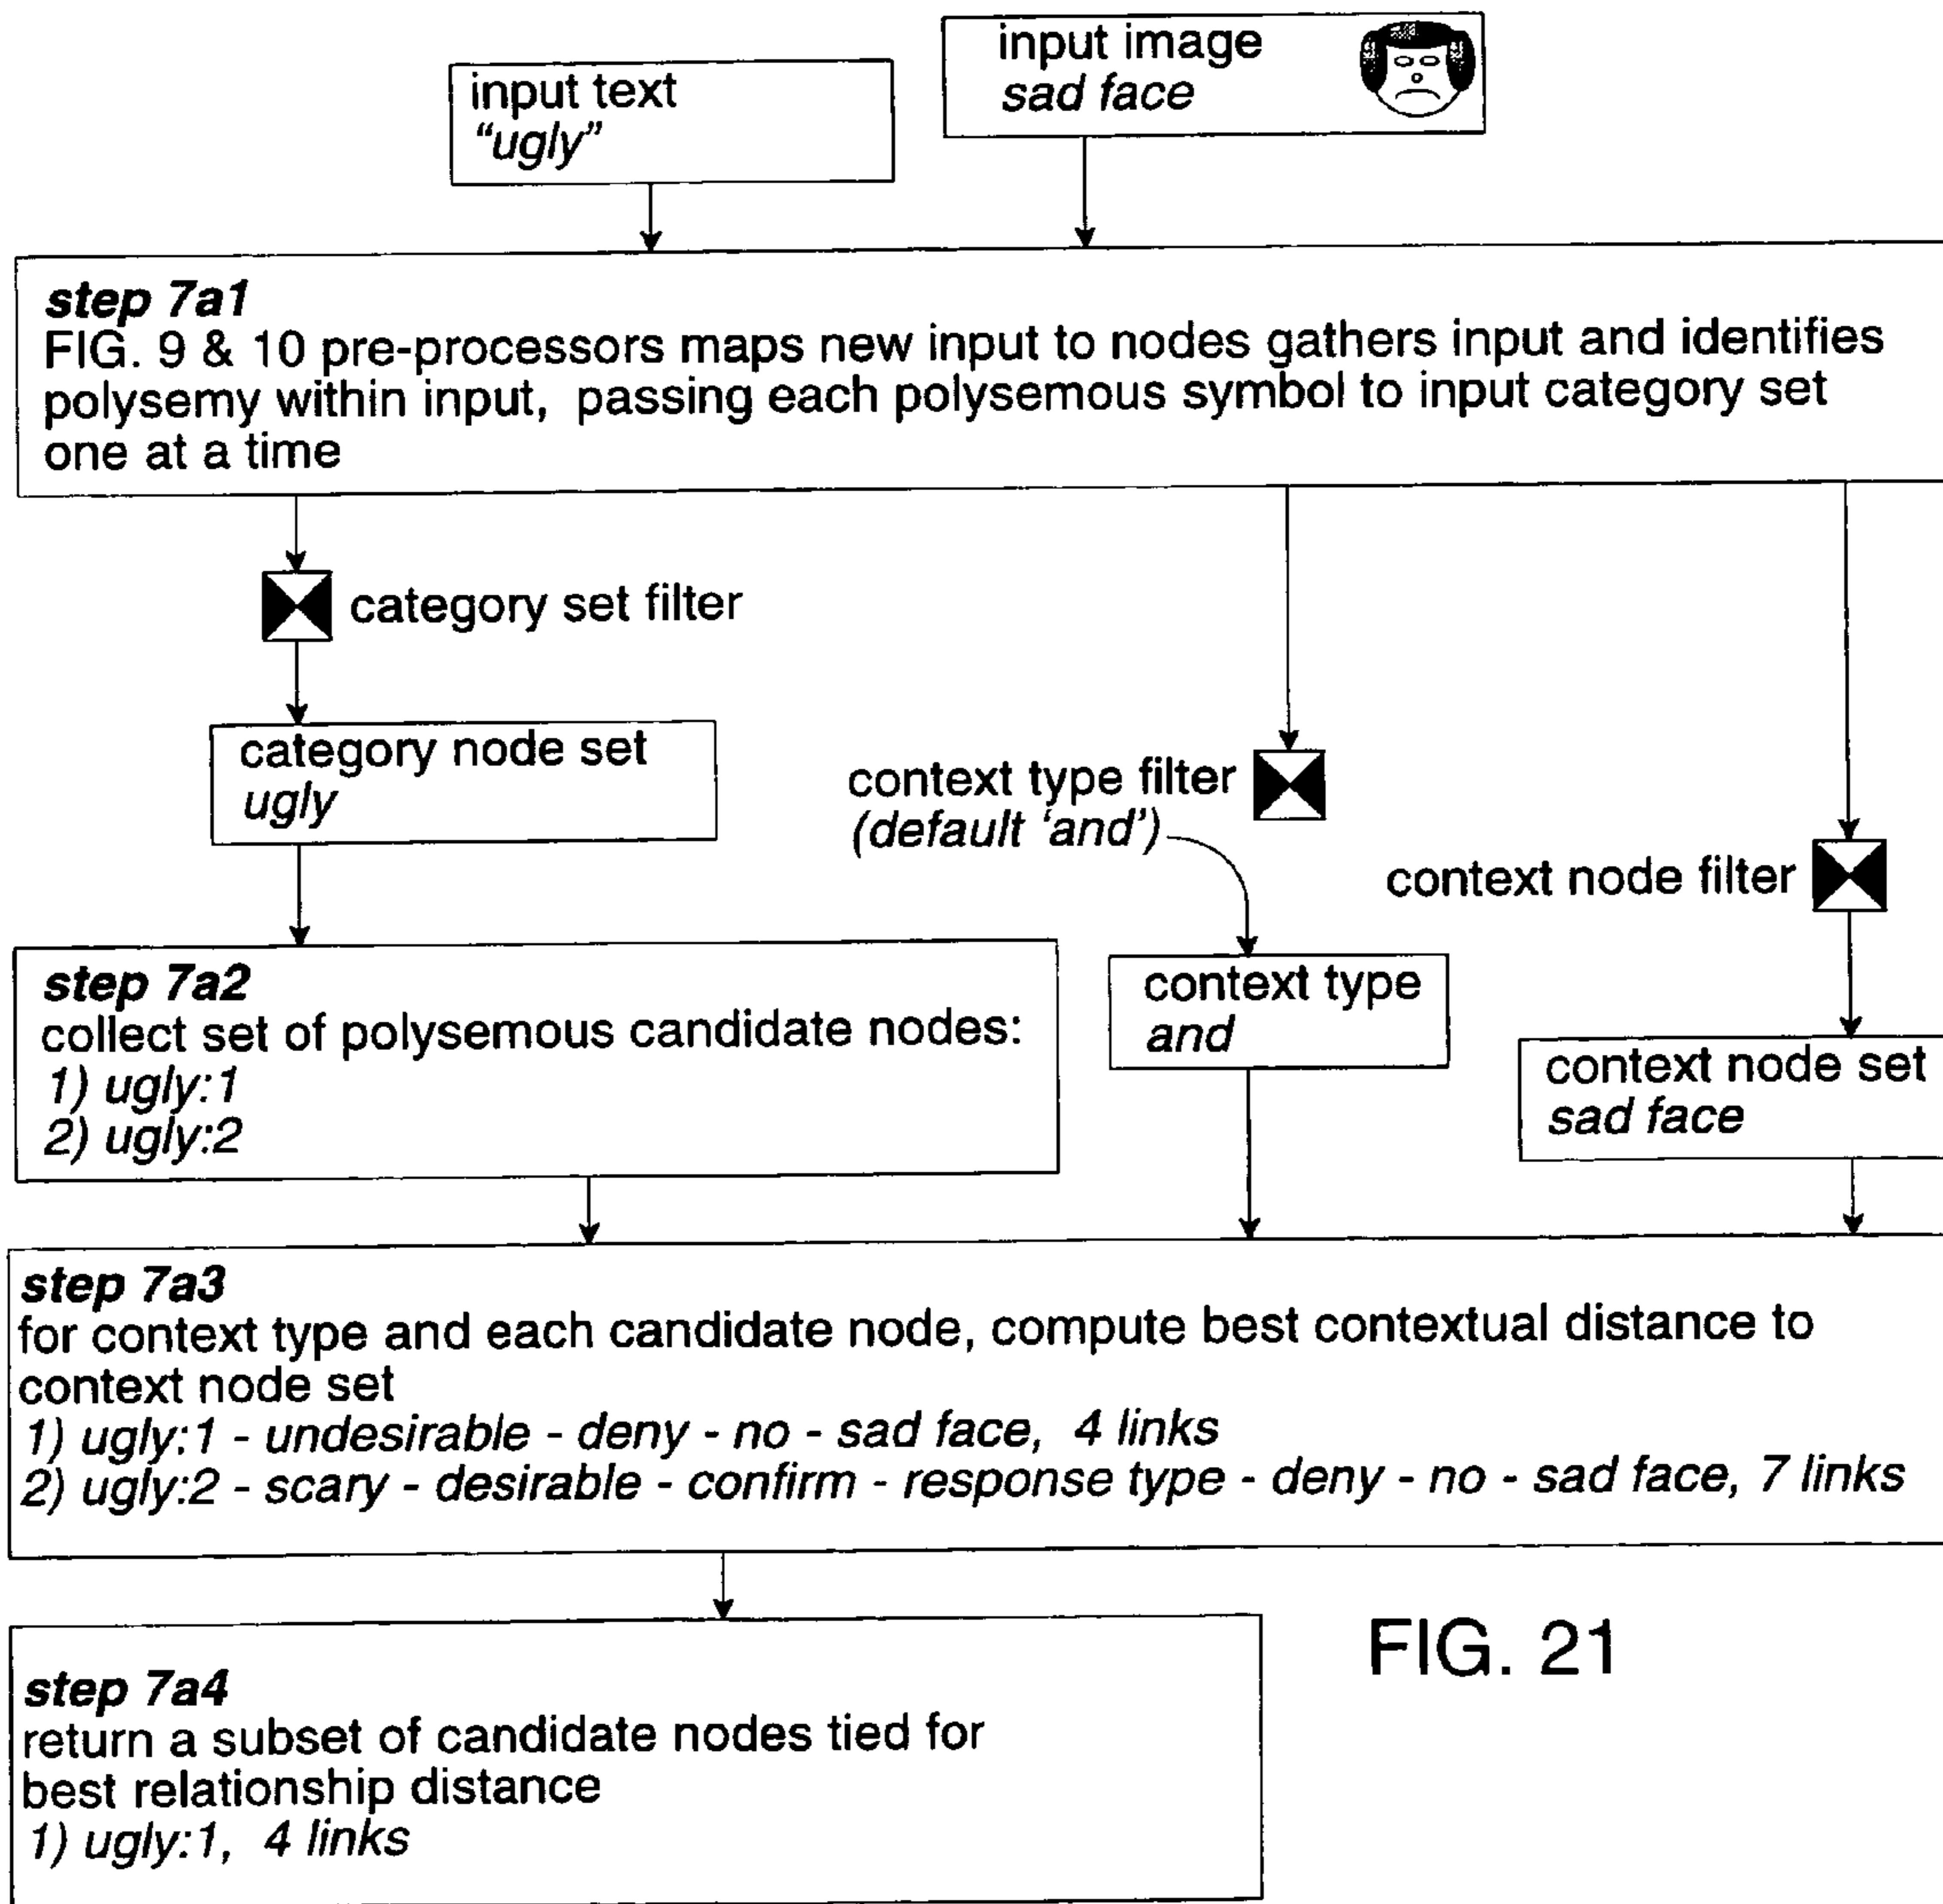 input text
“ugly”
input image
sad face
step 7a1
FIG. 9 & 10 pre-processors maps new input to nodes gathers input and identifies
polysemy within input, passing each polysemous symbol to input category set
one at a time
category set filter
category node set
ugly
context type filter
(default ‘and’)
context node filter
step 7a2
collect set of polysemous candidate nodes:
1) ugly:1
2) ugly:2
context type
and
context node set
sad face
step 7a3
for context type and each candidate node, compute best contextual distance to
context node set
1) ugly:1 - undesirable - deny - no - sad face, 4 links
2) ugly:2 - scary - desirable - confirm - response type - deny - no - sad face, 7 links
step 7a4
return a subset of candidate nodes tied for
best relationship distance
1) ugly:1, 4 links
FIG. 21